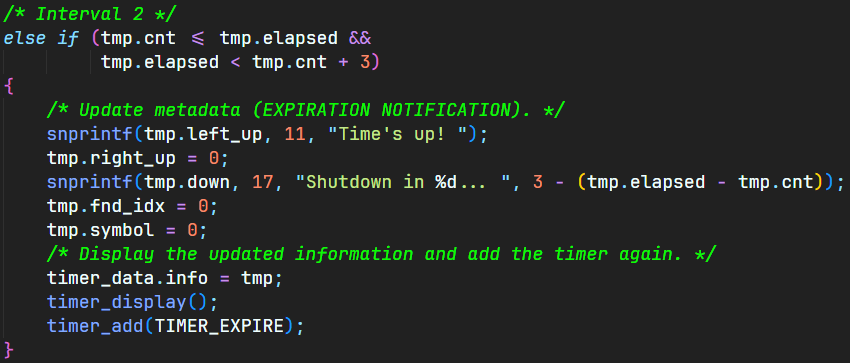 /* Interval 2 */
else if (tmp.cnt <= tmp.elapsed &&
         tmp.elapsed < tmp.cnt + 3)
{
    /* Update metadata (EXPIRATION NOTIFICATION). */
    snprintf(tmp.left_up, 11, "Time's up! ");
    tmp.right_up = 0;
    snprintf(tmp.down, 17, "Shutdown in %d... ", 3 - (tmp.elapsed - tmp.cnt));
    tmp.fnd_idx = 0;
    tmp.symbol = 0;
    /* Display the updated information and add the timer again. */
    timer_data.info = tmp;
    timer_display();
    timer_add(TIMER_EXPIRE);
}